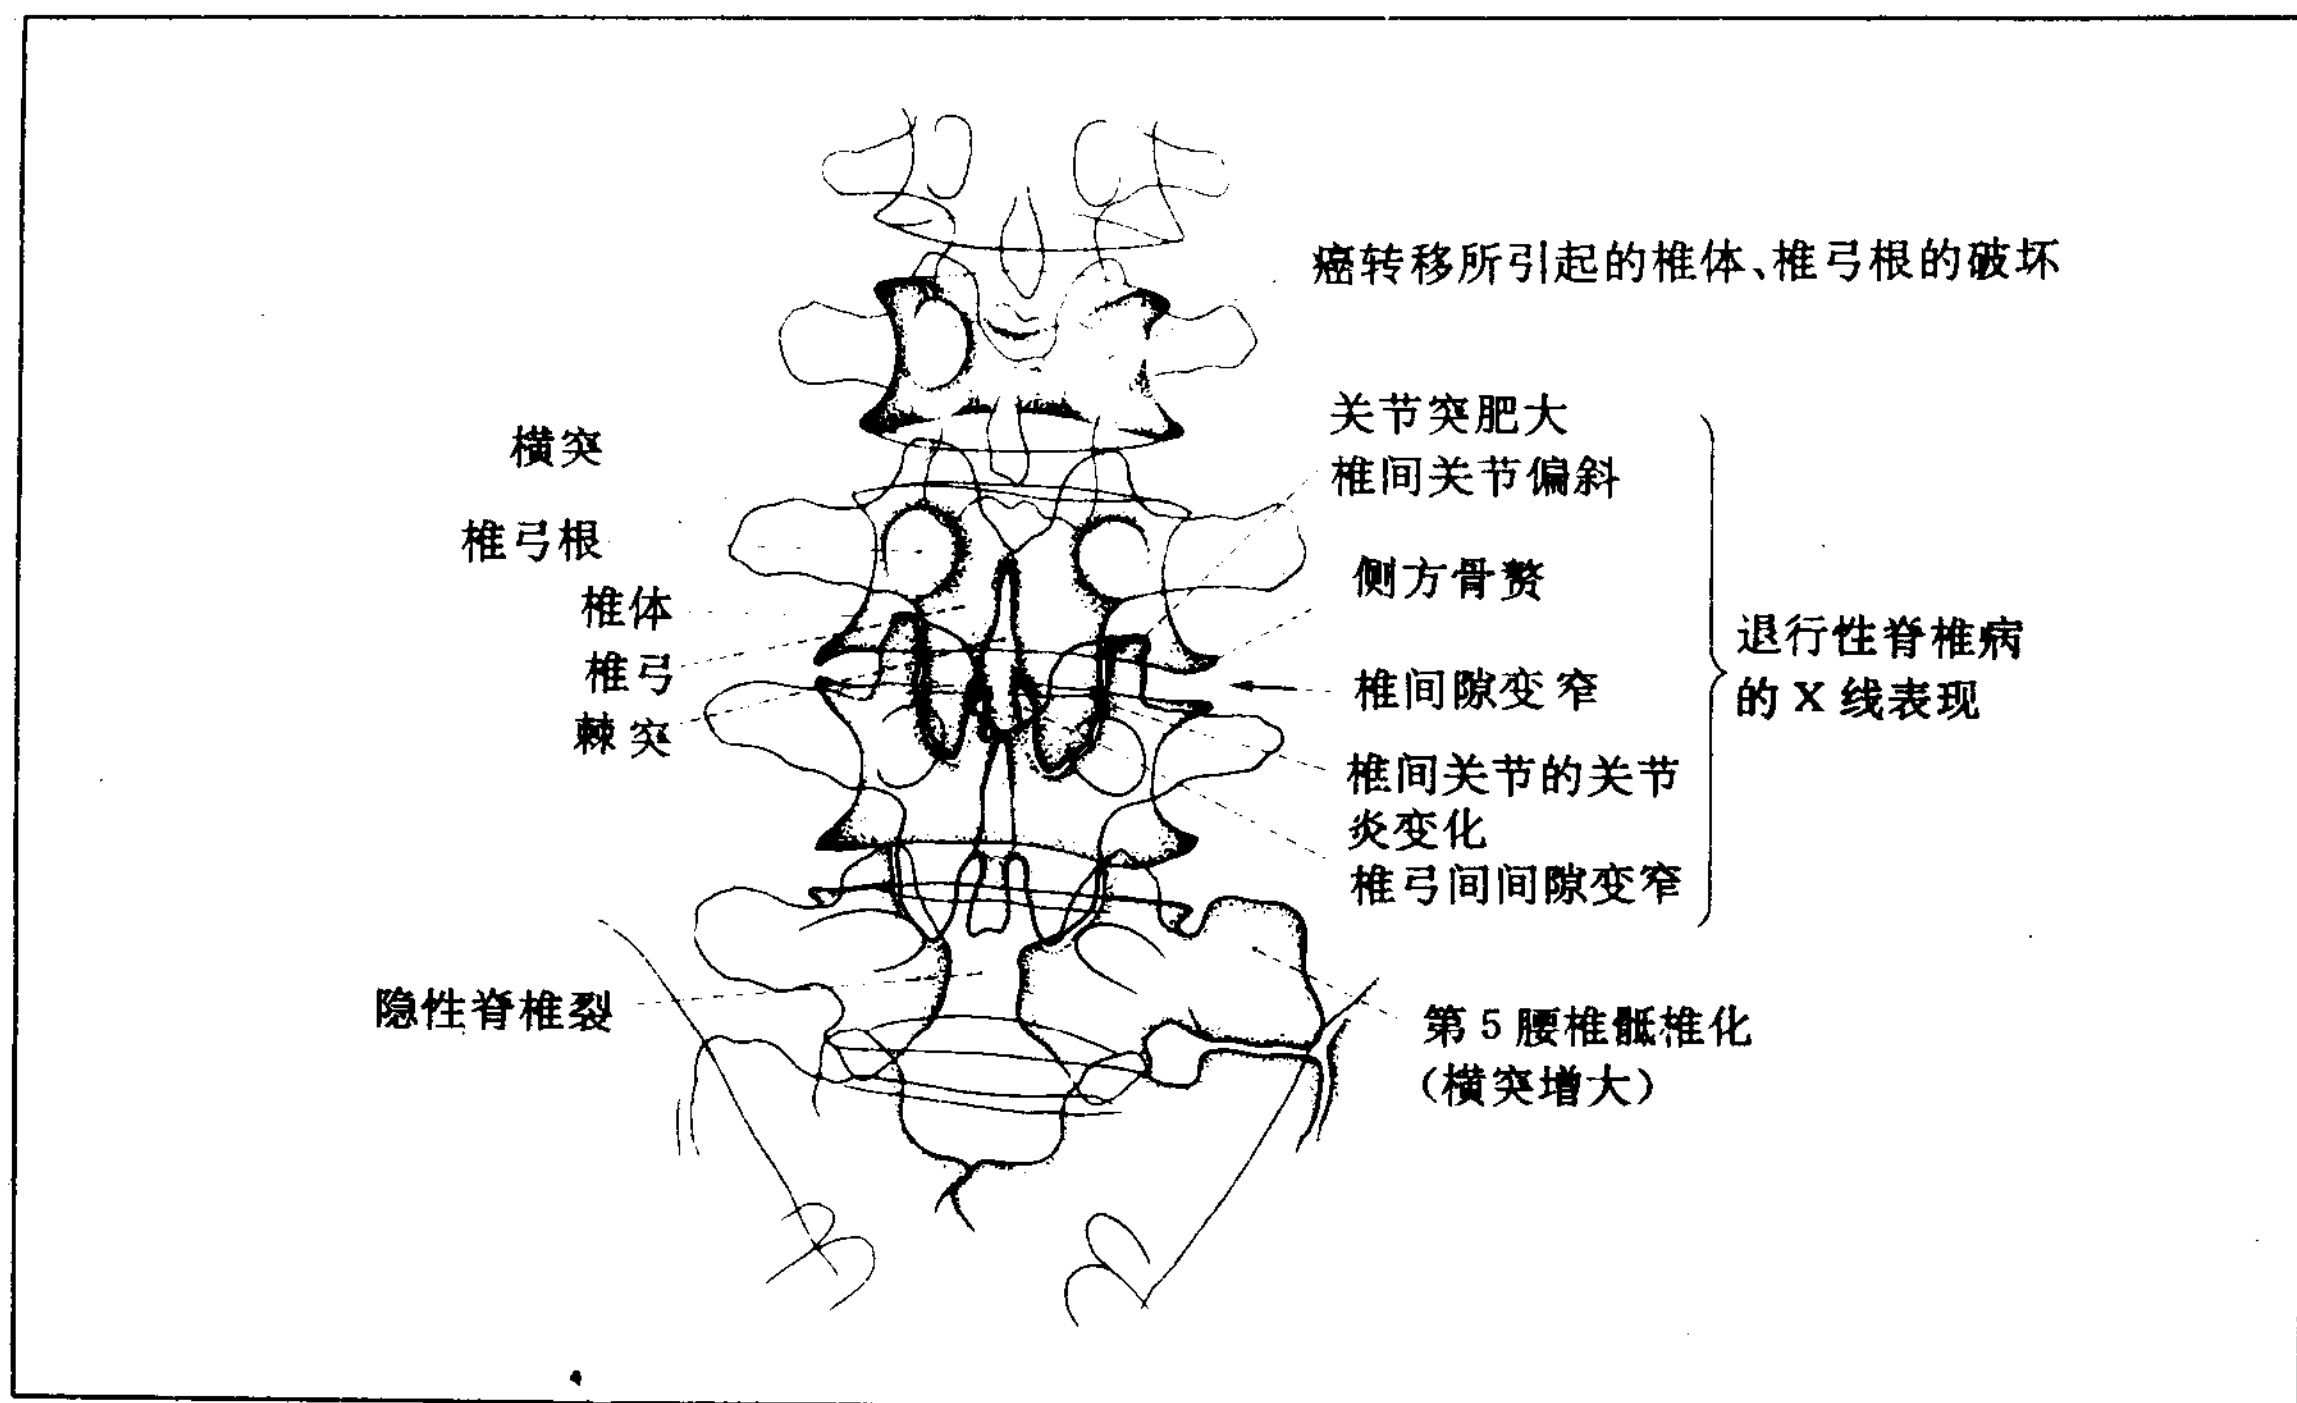 癌转移所引起的椎体、椎弓根的破坏
横突
椎弓根
椎体
椎弓
棘突
隐性脊椎裂
关节突肥大
椎间关节偏斜
侧方骨赘
椎间隙变窄
椎间关节的关节
炎变化
椎弓间间隙变窄
退行性脊椎病
的X线表现
第5腰椎骶椎化
(横突增大)